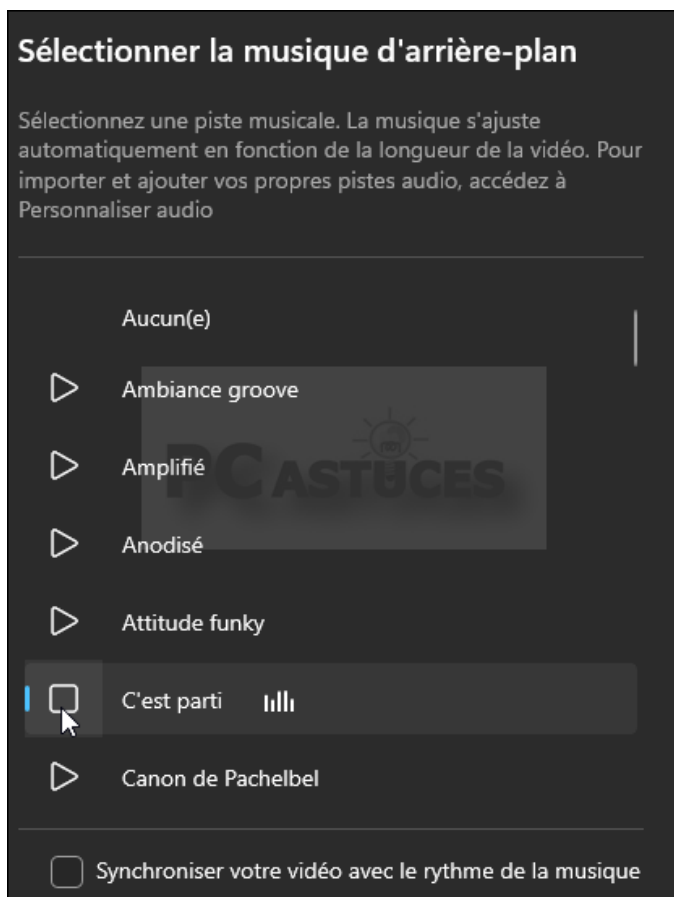 Sélectionner la musique d'arrière-plan
Sélectionnez une piste musicale. La musique s'ajuste
automatiquement en fonction de la longueur de la vidéo. Pour
importer et ajouter vos propres pistes audio, accédez à
Personnaliser audio
Aucun(e)
Ambiance groove
Amplifié
PC ASTUCES
Anodisé
Attitude funky
C'est parti
Canon de Pachelbel
Synchroniser votre vidéo avec le rythme de la musique